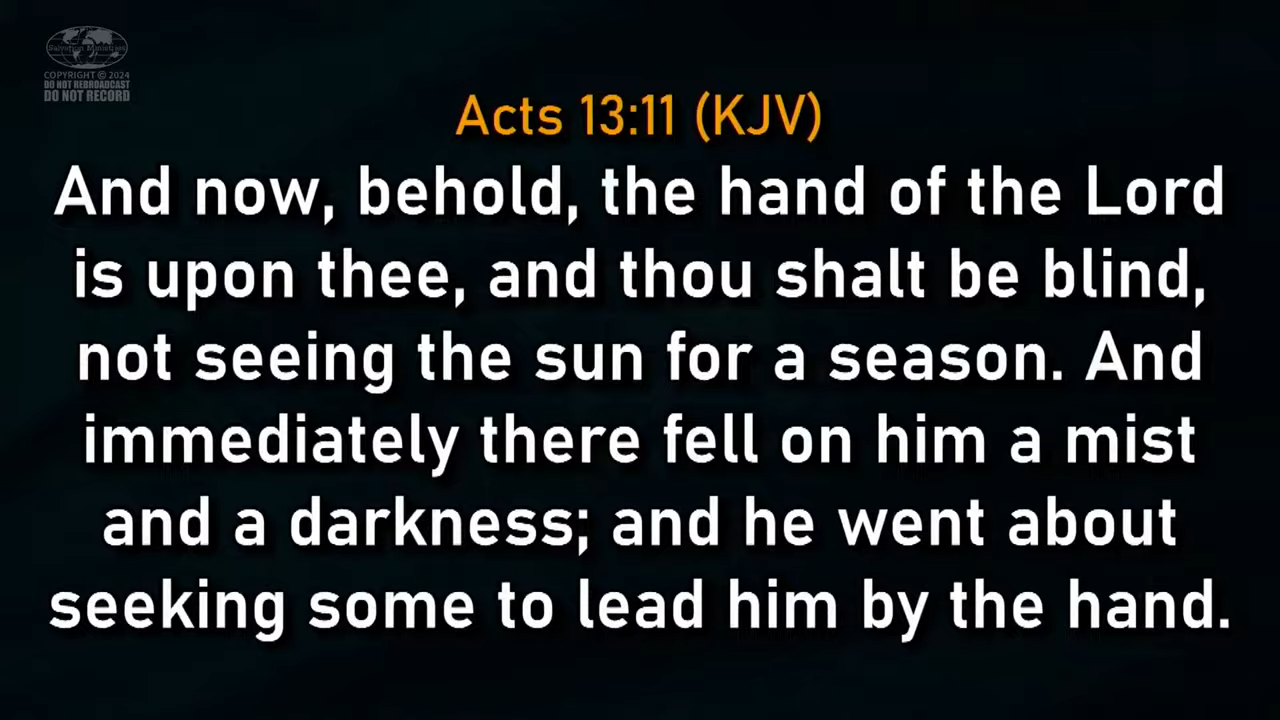 Salvation Ministries
COPYRIGHT © 2024
DO NOT REBROADCAST
DO NOT RECORD
Acts 13:11 (KJV)
And now, behold, the hand of the Lord
is upon thee, and thou shalt be blind,
not seeing the sun for a season. And
immediately there fell on him a mist
and a darkness; and he went about
seeking some to lead him by the hand.